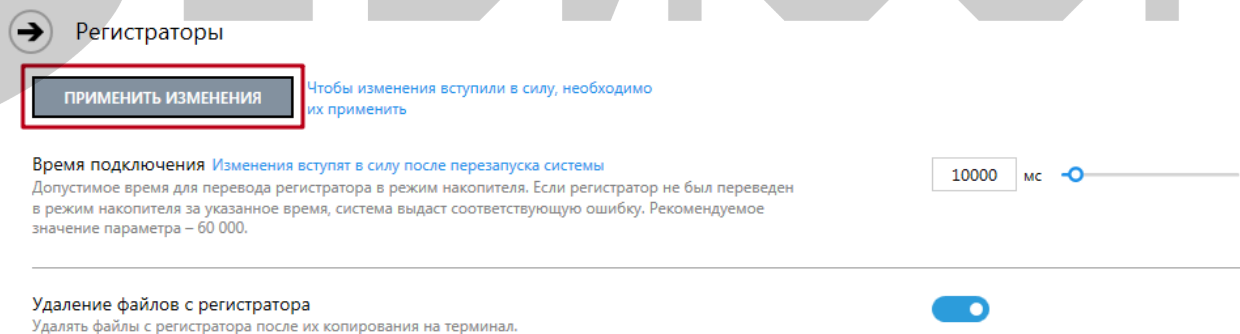 Регистраторы
ПРИМЕНИТЬ ИЗМЕНЕНИЯ
Чтобы изменения вступили в силу, необходимо
их применить
Время подключения Изменения вступят в силу после перезапуска системы
10000 мс
Допустимое время для перевода регистратора в режим накопителя. Если регистратор не был переведен
в режим накопителя за указанное время, система выдаст соответствующую ошибку. Рекомендуемое
значение параметра – 60 000.
Удаление файлов с регистратора
Удалять файлы с регистратора после их копирования на терминал.